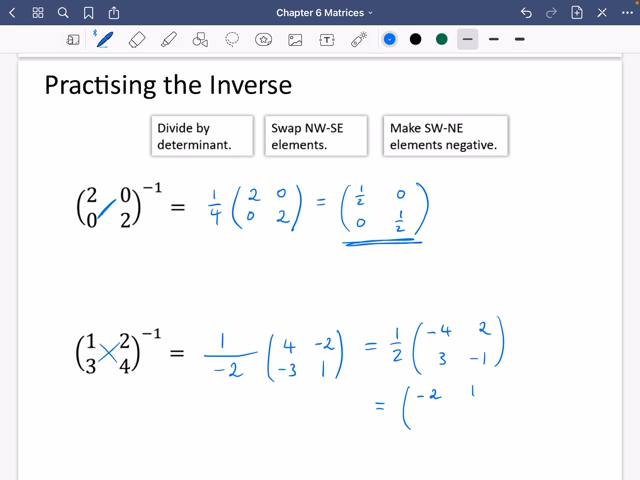 Chapter 6 Matrices
Practising the Inverse
Divide by determinant.
Swap NW-SE elements.
Make SW-NE elements negative.
(2 0
0 2)⁻¹ = 1/4 (2 0
0 2) = (1/2 0
0 1/2)
(1 2
3 4)⁻¹ = 1/-2 (4 -2
-3 1) = 1/2 (-4 2
3 -1)
= (-2 1